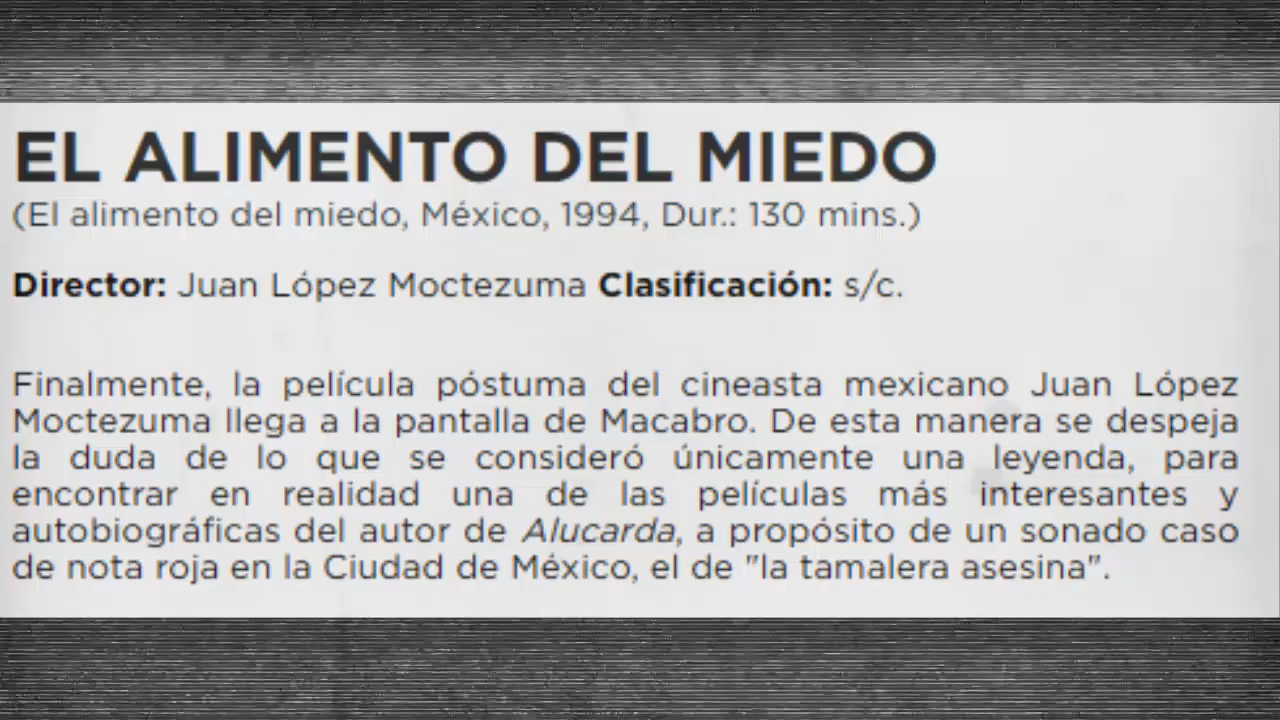 EL ALIMENTO DEL MIEDO
(El alimento del miedo, México, 1994, Dur.: 130 mins.)
Director: Juan López Moctezuma Clasificación: s/c.
Finalmente, la película póstuma del cineasta mexicano Juan López
Moctezuma llega a la pantalla de Macabro. De esta manera se despeja
la duda de lo que se consideró únicamente una leyenda, para
encontrar en realidad una de las películas más interesantes y
autobiográficas del autor de Alucarda, a propósito de un sonado caso
de nota roja en la Ciudad de México, el de "la tamalera asesina".